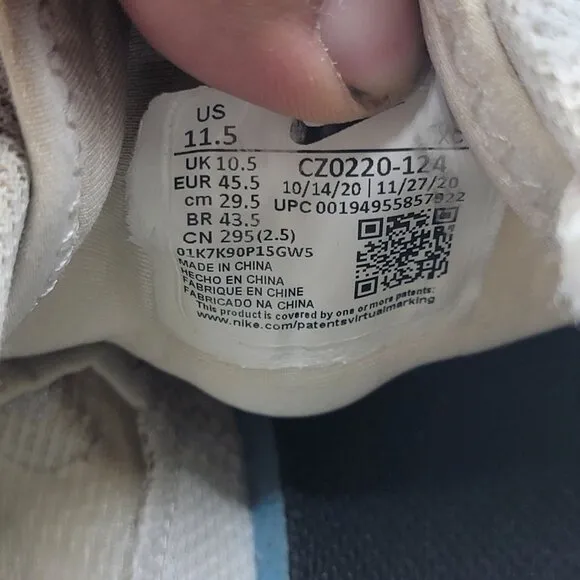 US
11.5
UK 10.5
CZ0220-124
EUR 45.5
10/14/20 | 11/27/20
cm 29.5
UPC 00194955857922
BR 43.5
CN 295(2.5)
01K7K90P15GW5
MADE IN CHINA
HECHO EN CHINA
FABRIQUE EN CHINE
FABRICADO NA CHINA
This product is covered by one or more patents:
www.nike.com/patentsvirtualmarking